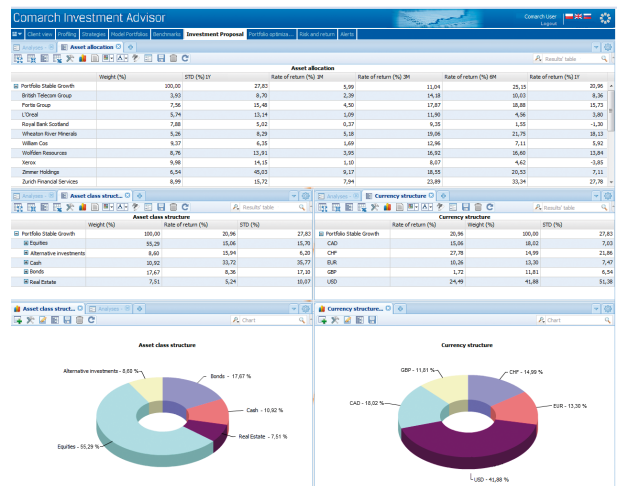 Comarch Investment Advisor
Comarch User
Logout
Client view Profiling Strategies Model Portfolios Benchmarks Investment Proposal Portfolio optimiza... Risk and return Alerts
Analyses - Asset allocation
Results' table
Asset allocation
Weight (%) STD (%) 1Y Rate of return (%) 1M Rate of return (%) 3M Rate of return (%) 6M Rate of return (%) 1Y
Portfolio Stable Growth 100,00 27,83 5,99 11,04 25,15 20,96
British Telecom Group 3,93 8,70 2,39 14,18 10,03 8,36
Fortis Group 7,56 15,48 4,50 17,87 18,88 15,73
L'Oreal 5,74 13,14 1,09 11,90 4,56 3,80
Royal Bank Scotland 7,88 5,02 0,37 9,35 1,55 -1,30
Wheaton River Minerals 5,26 8,29 5,18 19,06 21,75 18,13
William Cos 9,37 6,35 1,69 12,96 7,11 5,92
Wolfden Resources 8,76 13,91 3,95 16,92 16,60 13,84
Xerox 9,98 14,15 1,10 8,07 4,62 -3,85
Zimmer Holdings 6,54 45,03 9,17 18,55 20,53 7,11
Zurich Financial Services 8,99 15,72 7,94 23,89 33,34 27,78
Analyses - Asset class struct... Analyses - Currency structure
Results' table Results' table
Asset class structure
Weight (%) Rate of return (%) STD (%)
Portfolio Stable Growth 100,00 20,96 27,83
Equities 55,29 15,06 15,70
Alternative investments 8,60 15,94 6,20
Cash 10,92 33,72 35,77
Bonds 17,67 8,36 17,10
Real Estate 7,51 5,24 10,07
Currency structure
Rate of return (%) Weight (%) STD (%)
Portfolio Stable Growth 20,96 100,00 27,83
CAD 15,06 18,02 7,03
CHF 27,78 14,99 21,86
EUR 10,26 13,30 7,47
GBP 1,72 11,81 6,54
USD 24,49 41,88 51,38
Asset class struct... Analyses - Currency structure...
Chart Chart
Asset class structure
Alternative investments - 8,60 %
Bonds - 17,67 %
Cash - 10,92 %
Real Estate - 7,51 %
Equities - 55,29 %
Currency structure
GBP - 11,81 %
CHF - 14,99 %
CAD - 18,02 %
EUR - 13,30 %
USD - 41,88 %